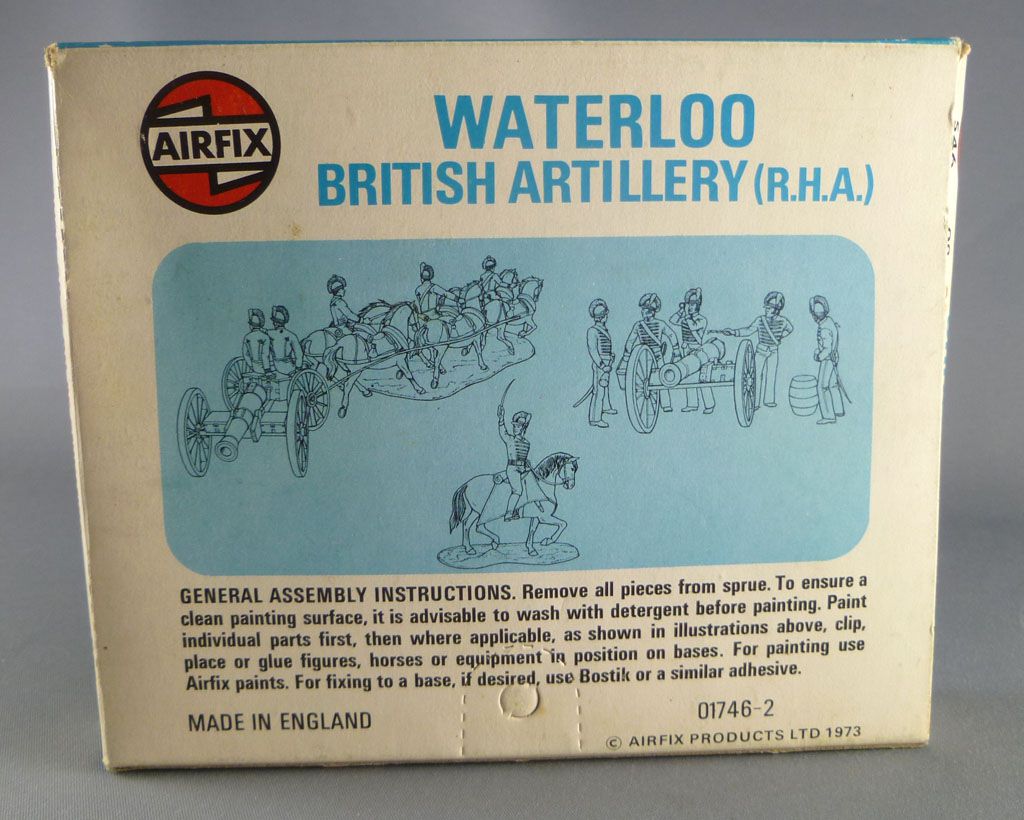 AIRFIX
WATERLOO
BRITISH ARTILLERY (R.H.A.)
GENERAL ASSEMBLY INSTRUCTIONS. Remove all pieces from sprue. To ensure a
clean painting surface, it is advisable to wash with detergent before painting. Paint
individual parts first, then where applicable, as shown in illustrations above, clip,
place or glue figures, horses or equipment in position on bases. For painting use
Airfix paints. For fixing to a base, if desired, use Bostik or a similar adhesive.
MADE IN ENGLAND
01746-2
© AIRFIX PRODUCTS LTD 1973